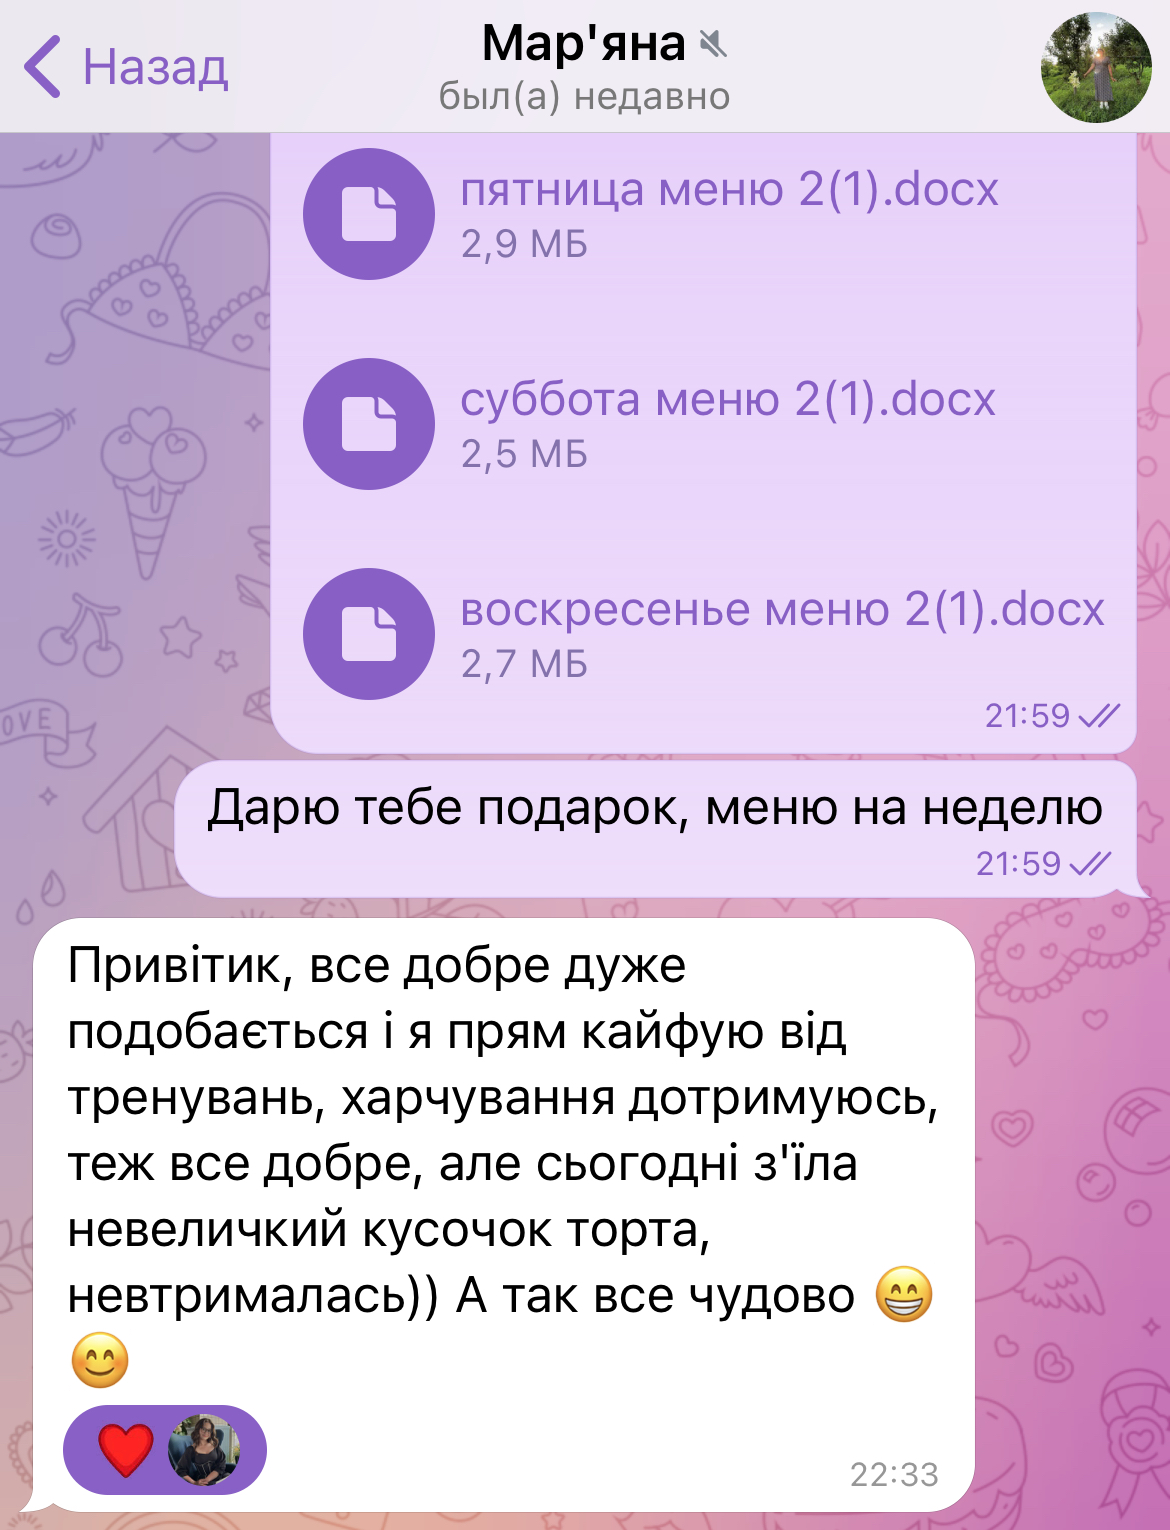 Назад
Мар'яна
был(а) недавно
пятница меню 2(1).docx
2,9 МБ
суббота меню 2(1).docx
2,5 МБ
воскресенье меню 2(1).docx
2,7 МБ
21:59
OVE
Дарю тебе подарок, меню на неделю
21:59
Привітик, все добре дуже
подобається і я прям кайфую від
тренувань, харчування дотримуюсь,
теж все добре, але сьогодні з'їла
невеличкий кусочок торта,
невтрималась)) А так все чудово 😁
😊
❤️
22:33